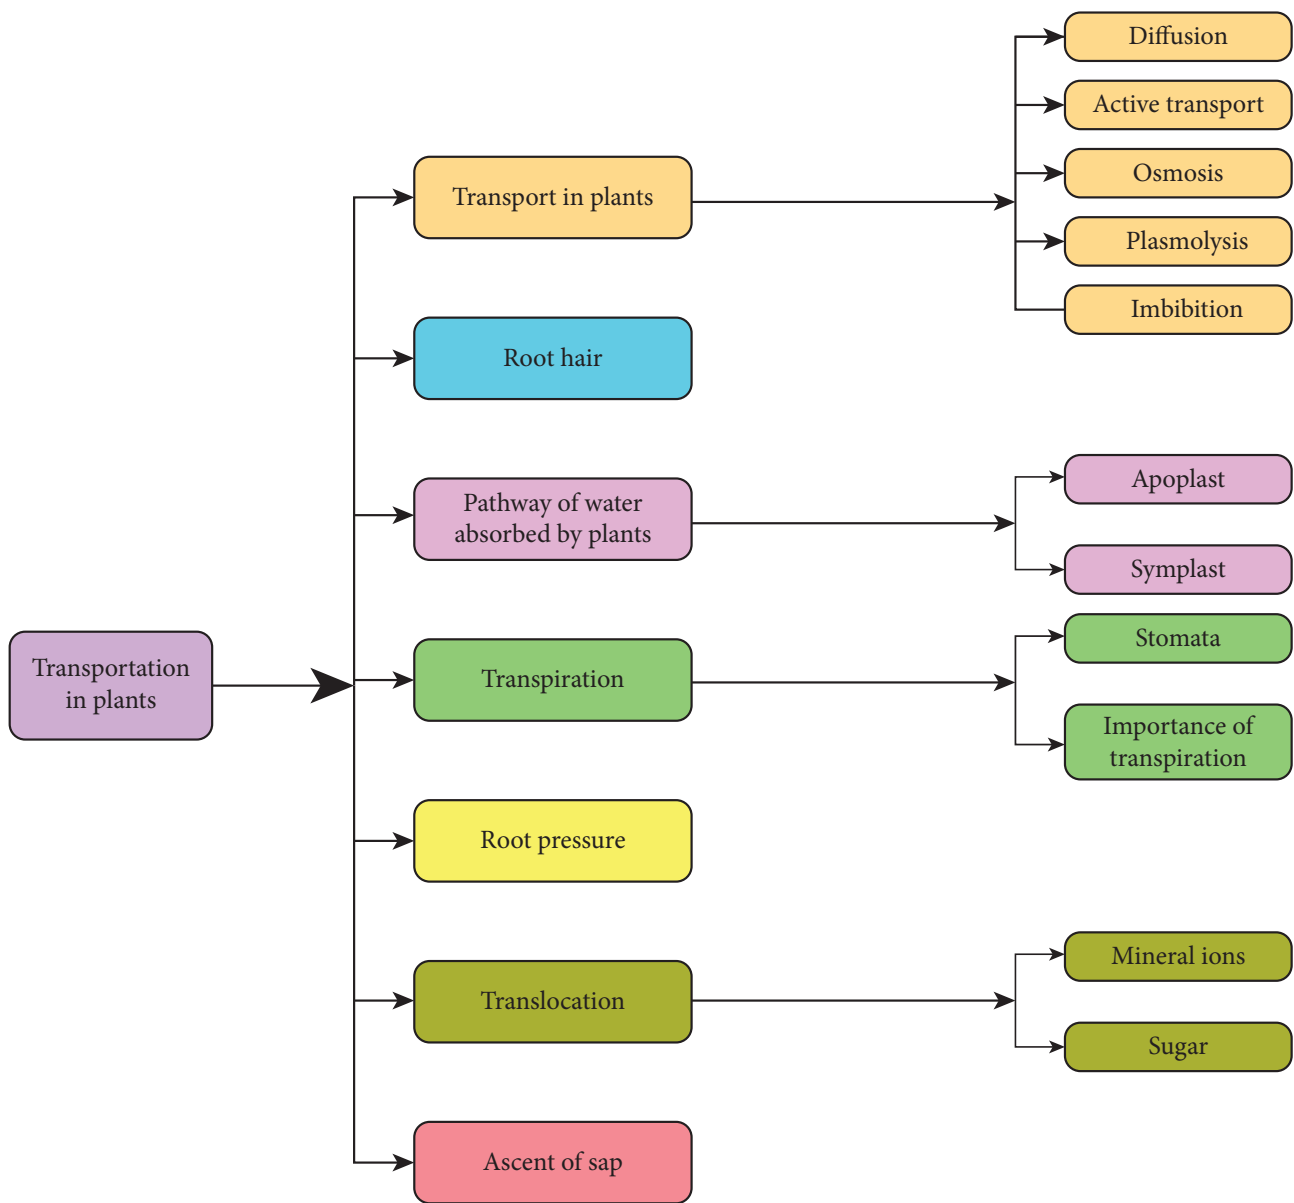 Transportation
in plants
Transport in plants
Diffusion
Active transport
Osmosis
Plasmolysis
Imbibition
Root hair
Pathway of water
absorbed by plants
Apoplast
Symplast
Transpiration
Stomata
Importance of
transpiration
Root pressure
Translocation
Mineral ions
Sugar
Ascent of sap